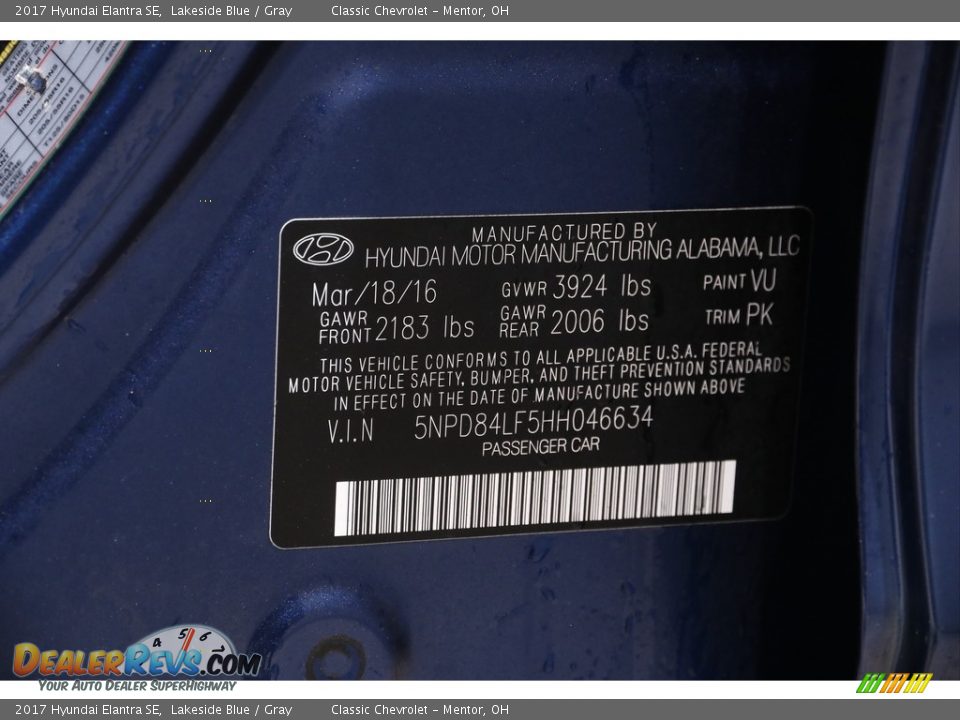 2017 Hyundai Elantra SE, Lakeside Blue / Gray Classic Chevrolet - Mentor, OH
MANUFACTURED BY
HYUNDAI MOTOR MANUFACTURING ALABAMA, LLC
Mar/18/16 GVWR 3924 lbs PAINT VU
GAWR FRONT 2183 lbs GAWR REAR 2006 lbs TRIM PK
THIS VEHICLE CONFORMS TO ALL APPLICABLE U.S.A. FEDERAL
MOTOR VEHICLE SAFETY, BUMPER, AND THEFT PREVENTION STANDARDS
IN EFFECT ON THE DATE OF MANUFACTURE SHOWN ABOVE
V.I.N 5NPD84LF5HH046634
PASSENGER CAR
4 5 6 7
DEALERREVS.COM
YOUR AUTO DEALER SUPERHIGHWAY
2017 Hyundai Elantra SE, Lakeside Blue / Gray Classic Chevrolet - Mentor, OH